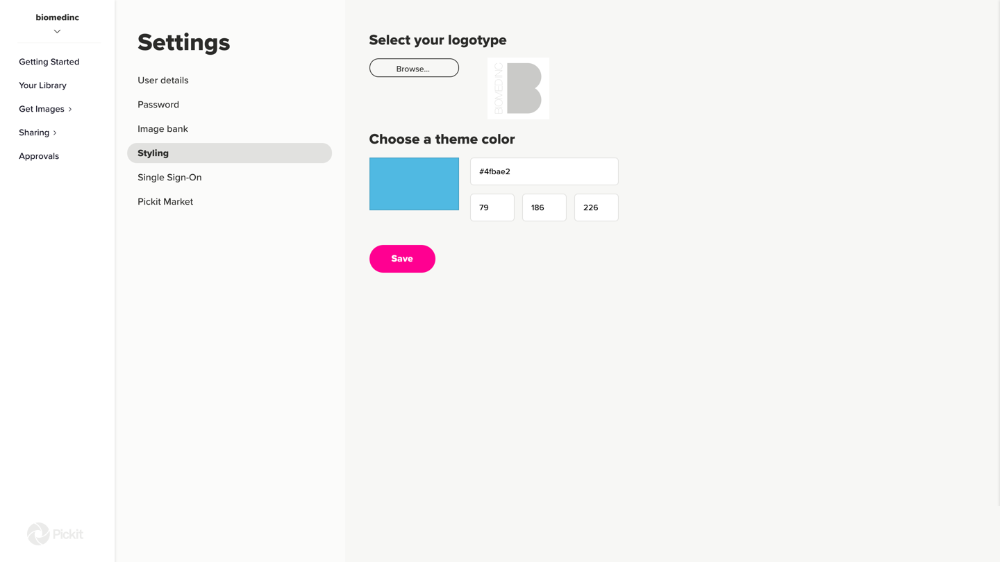 biomedinc
Getting Started
Your Library
Get Images
Sharing
Approvals
Pickit
Settings
User details
Password
Image bank
Styling
Single Sign-On
Pickit Market
Select your logotype
Browse...
BIOMEDINC
B
Choose a theme color
#4fbae2
79 186 226
Save